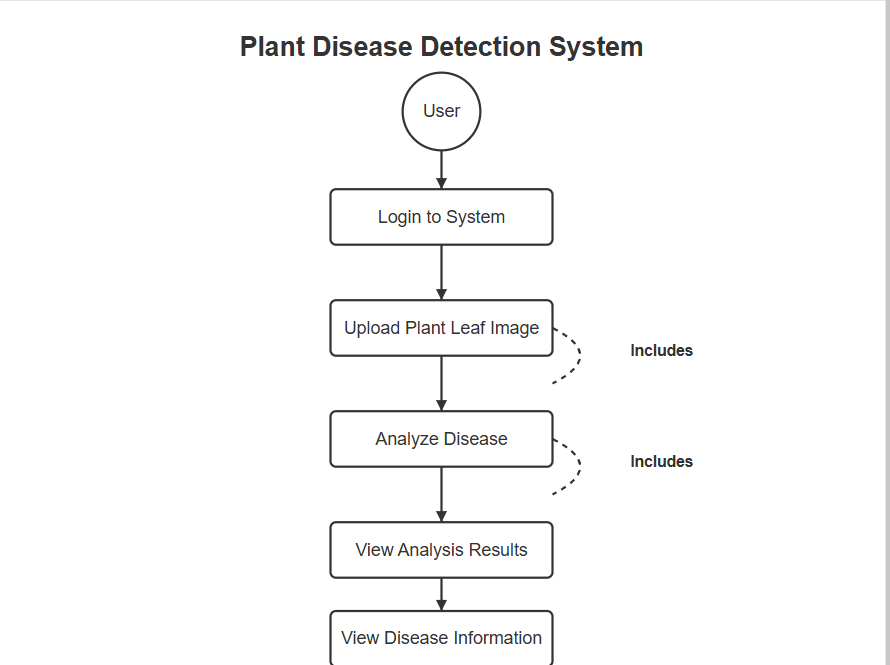 Plant Disease Detection System
User
Login to System
Upload Plant Leaf Image
Includes
Analyze Disease
Includes
View Analysis Results
View Disease Information